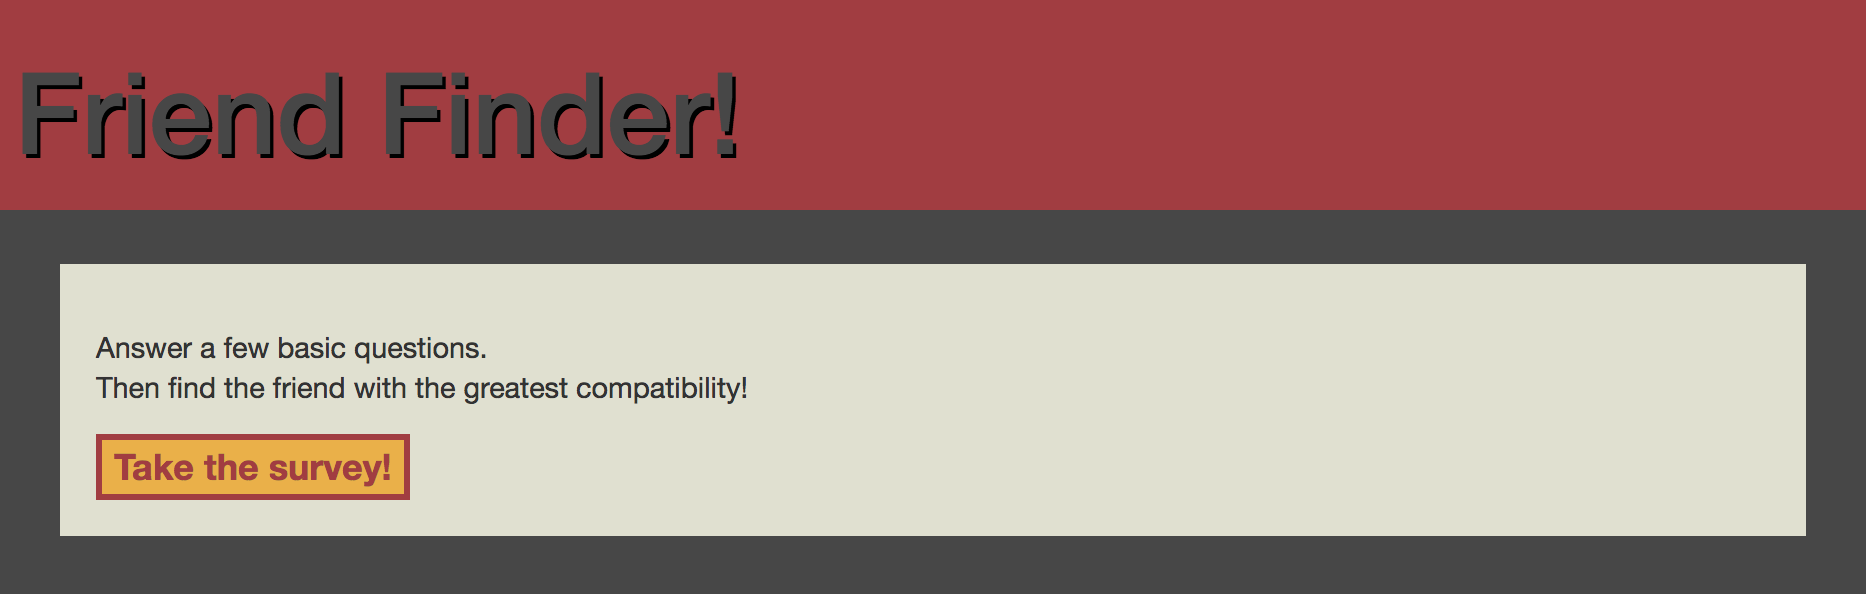 Friend Finder!
Answer a few basic questions.
Then find the friend with the greatest compatibility!
Take the survey!